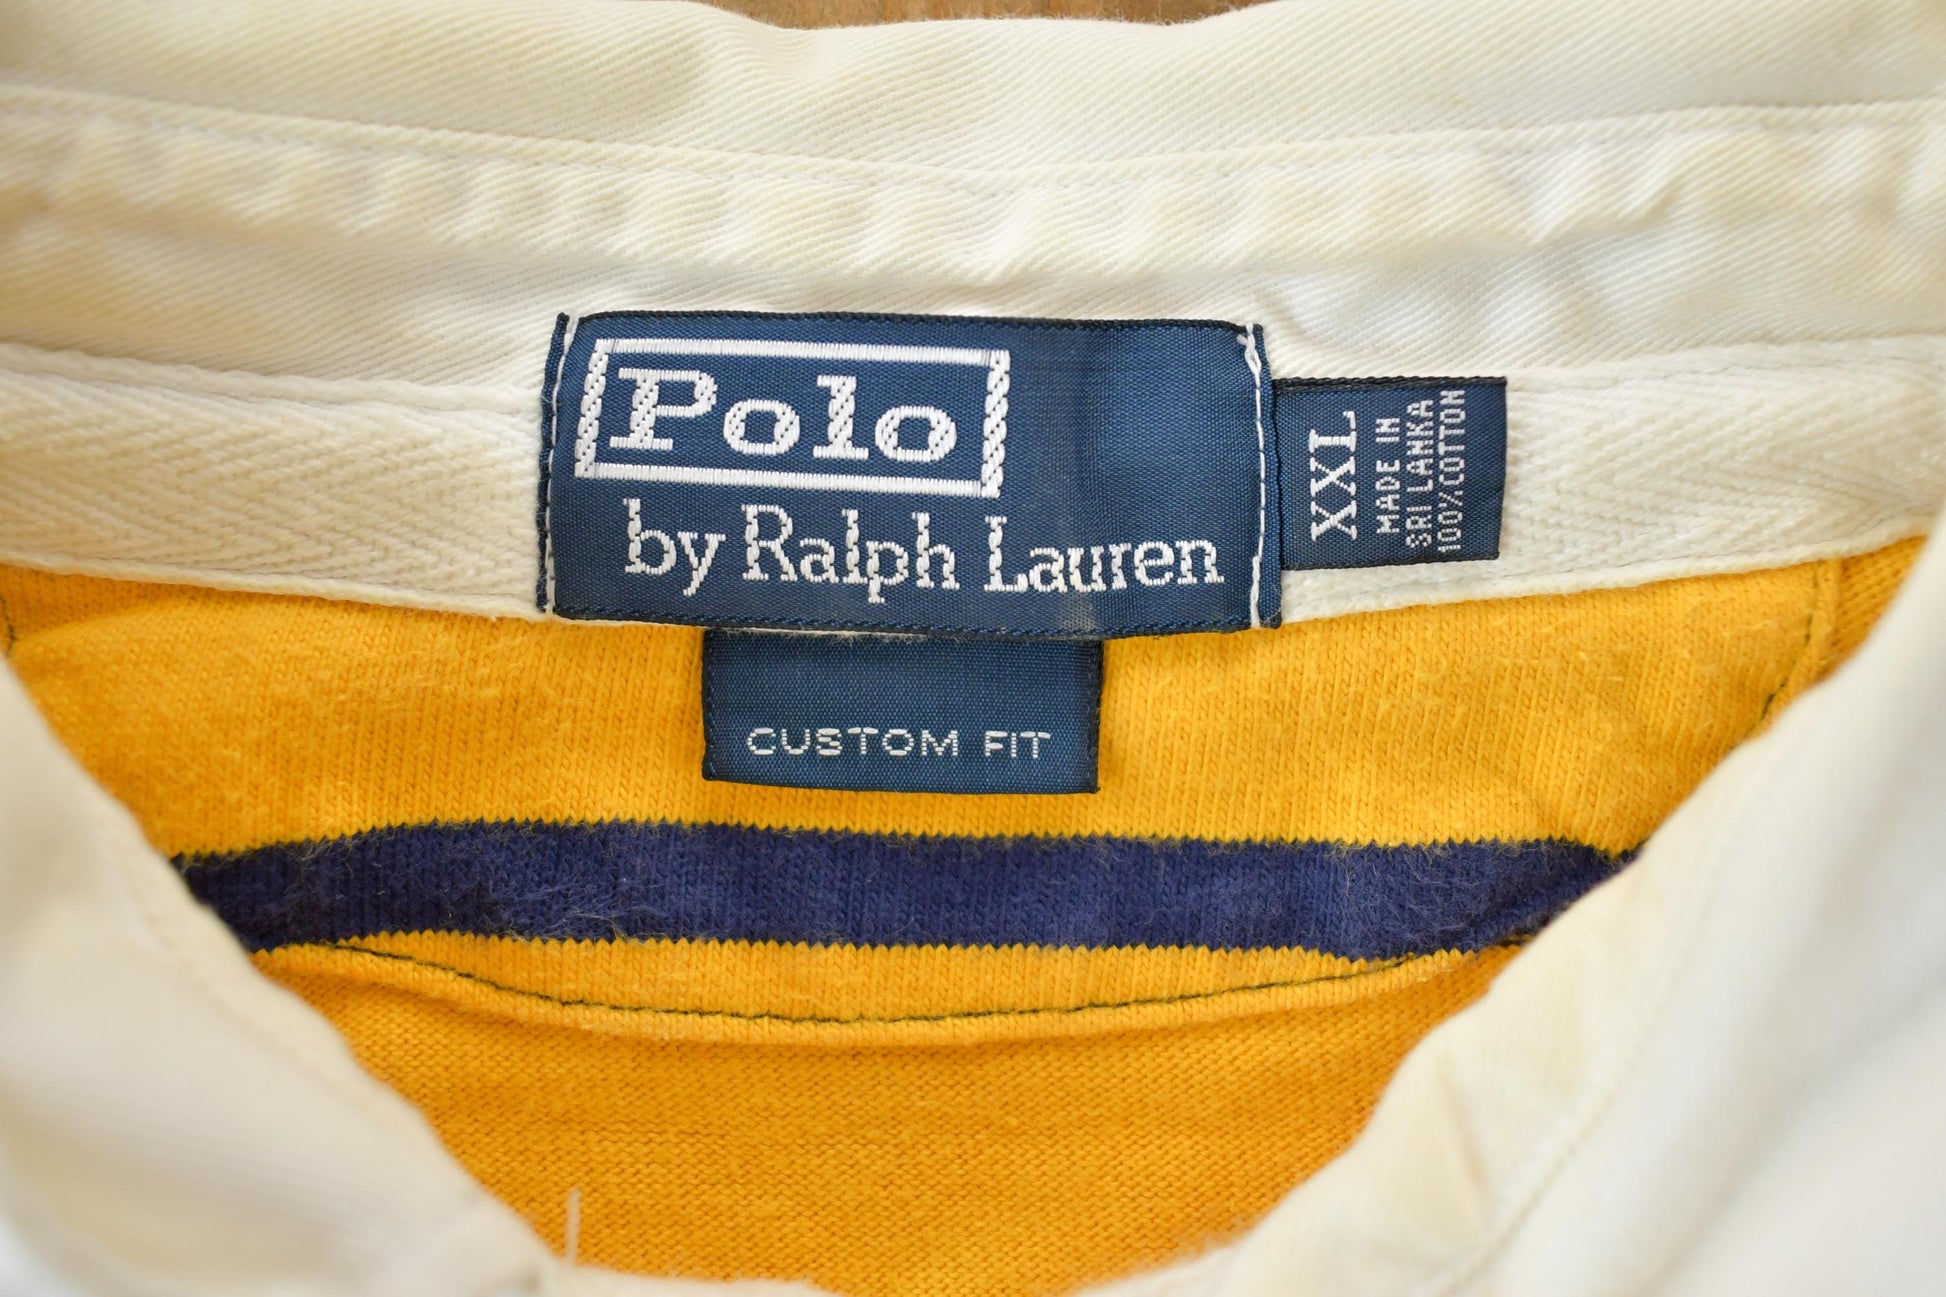 Polo
by Ralph Lauren
XXL
MADE IN
SRI LANKA
100% COTTON
CUSTOM FIT